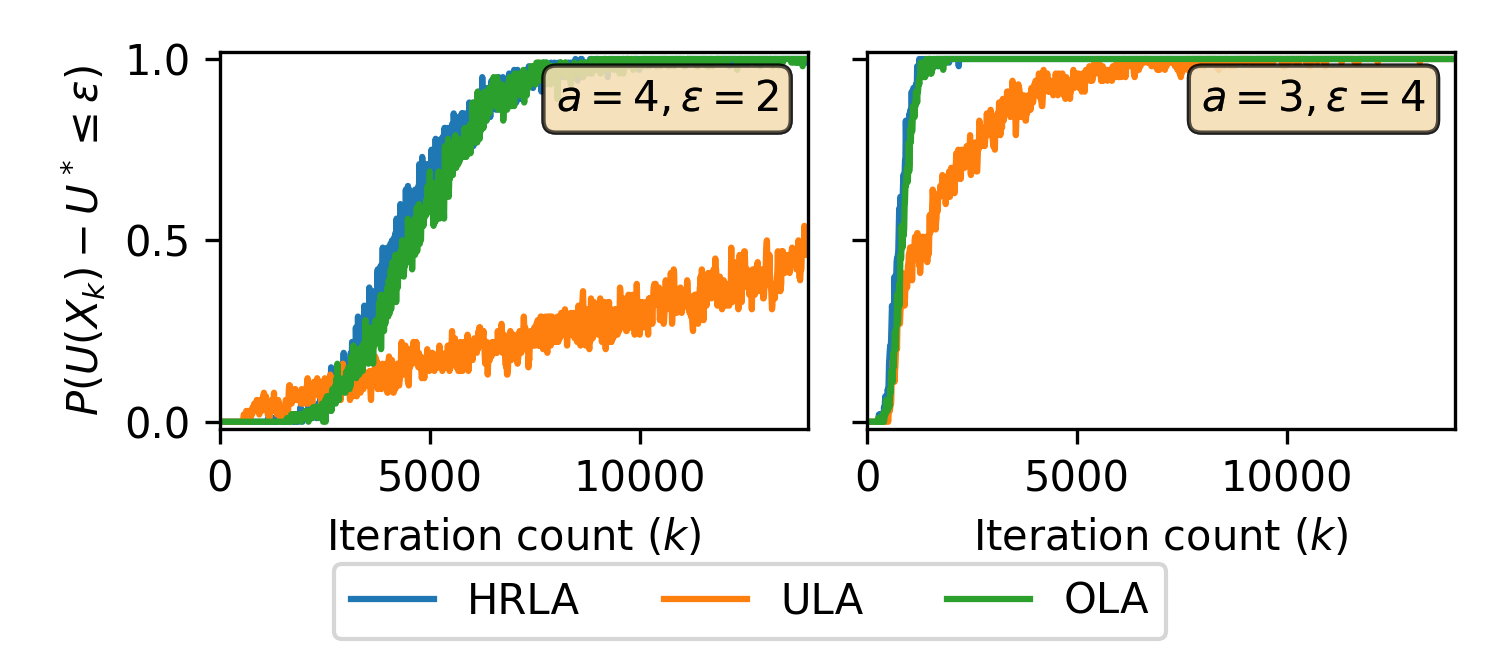 P(U(X_k) − U* ≤ ε)
1.0
0.5
0.0
a = 4, ε = 2
a = 3, ε = 4
0 5000 10000
0 5000 10000
Iteration count (k)
Iteration count (k)
HRLA ULA OLA